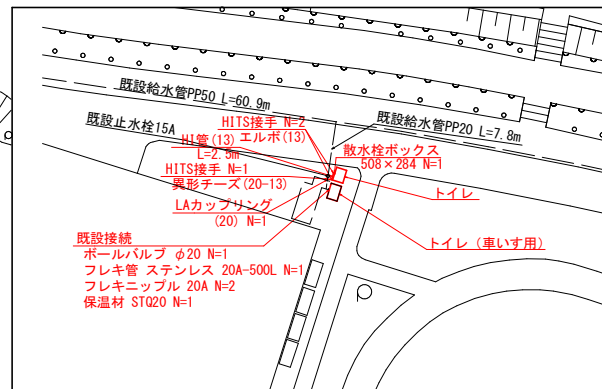 既設給水管PP50 L=60.9m
既設給水管PP20 L=7.8m
既設止水栓15A
HITS接手 N=2
エルボ(13)
HI管(13)
L=2.5m
散水栓ボックス
508×284 N=1
HITS接手 N=1
異形チーズ(20-13)
トイレ
LAカップリング
(20) N=1
トイレ（車いす用）
既設接続
ボールバルブ φ20 N=1
フレキ管 ステンレス 20A-500L N=1
フレキニップル 20A N=2
保温材 STQ20 N=1